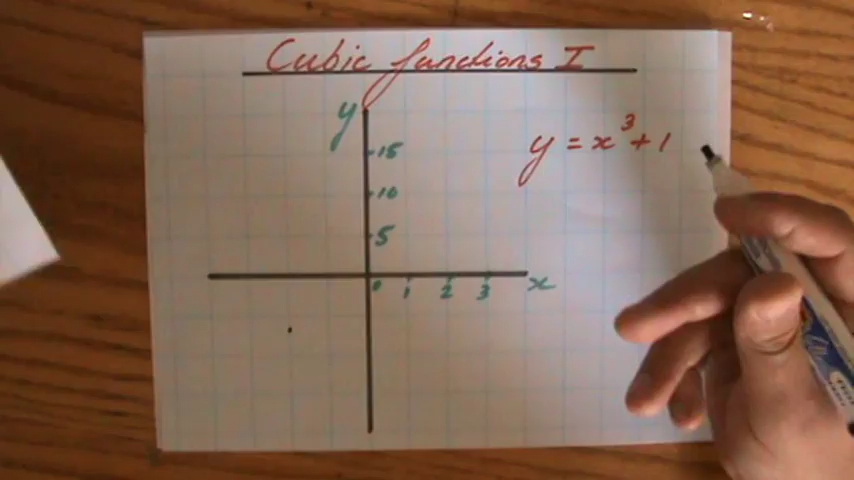 Cubic functions I
y
15
10
5
0 1 2 3 x
y = x³ + 1